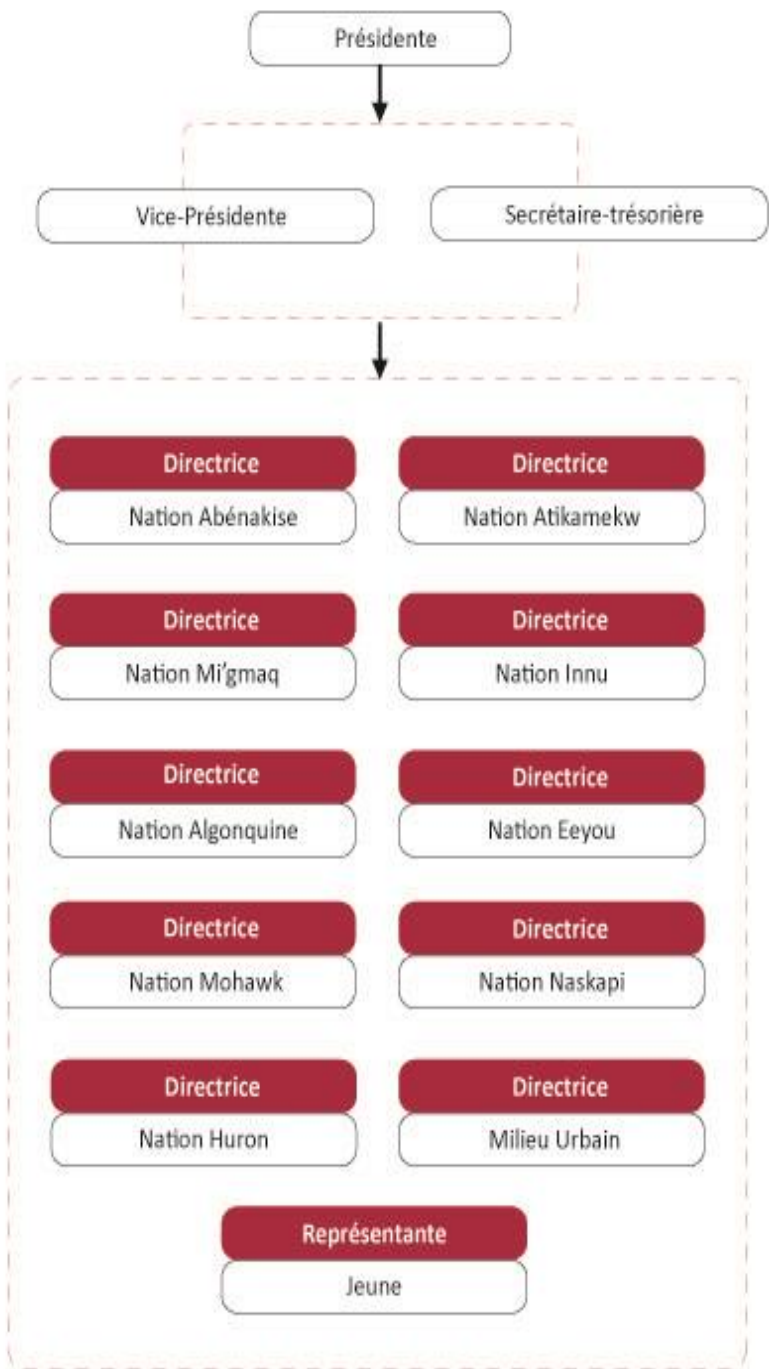 Présidente
Vice-Présidente
Secrétaire-trésorière
Directrice
Nation Abénakise
Directrice
Nation Atikamekw
Directrice
Nation Mi'gmaq
Directrice
Nation Innu
Directrice
Nation Algonquine
Directrice
Nation Eeyou
Directrice
Nation Mohawk
Directrice
Nation Naskapi
Directrice
Nation Huron
Directrice
Milieu Urbain
Représentante
Jeune